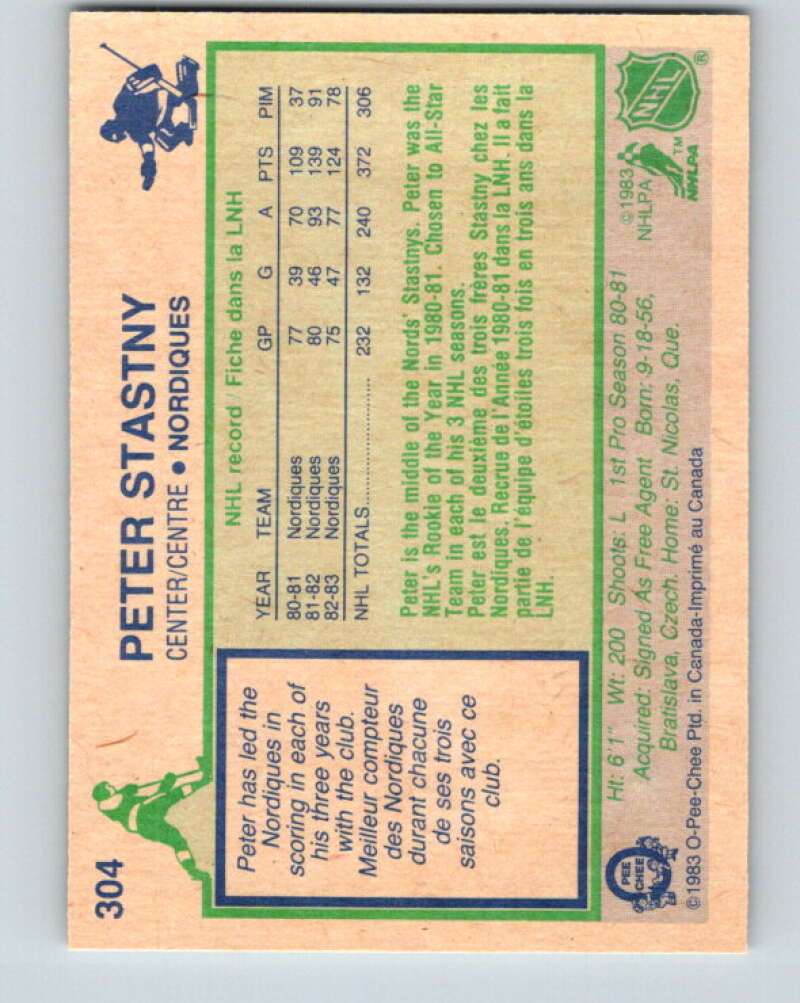 304
PETER STASTNY
CENTER/CENTRE • NORDIQUES
Peter has led the
Nordiques in
scoring in each of
his three years
with the club.
Meilleur compteur
des Nordiques
durant chacune
de ses trois
saisons avec ce
club.
NHL record / Fiche dans la LNH
YEAR TEAM GP G A PTS PIM
80-81 Nordiques 77 39 70 109 37
81-82 Nordiques 80 46 93 139 91
82-83 Nordiques 75 47 77 124 78
NHL TOTALS.................... 232 132 240 372 306
Peter is the middle of the Nords' Stastnys. Peter was the
NHL's Rookie of the Year in 1980-81. Chosen to All-Star
Team in each of his 3 NHL seasons.
Peter est le deuxième des trois frères Stastny chez les
Nordiques. Recrue de l'Année 1980-81 dans la LNH. Il a fait
partie de l'équipe d'étoiles trois fois en trois ans dans la
LNH.
Ht: 6'1" Wt: 200 Shoots: L 1st Pro Season 80-81
Acquired: Signed As Free Agent Born: 9-18-56,
Bratislava, Czech. Home: St. Nicolas, Que.
©1983
NHLPA
NHL ®
NHLPA ™
O PEE CHEE
©1983 O-Pee-Chee Ptd. in Canada-Imprimé au Canada